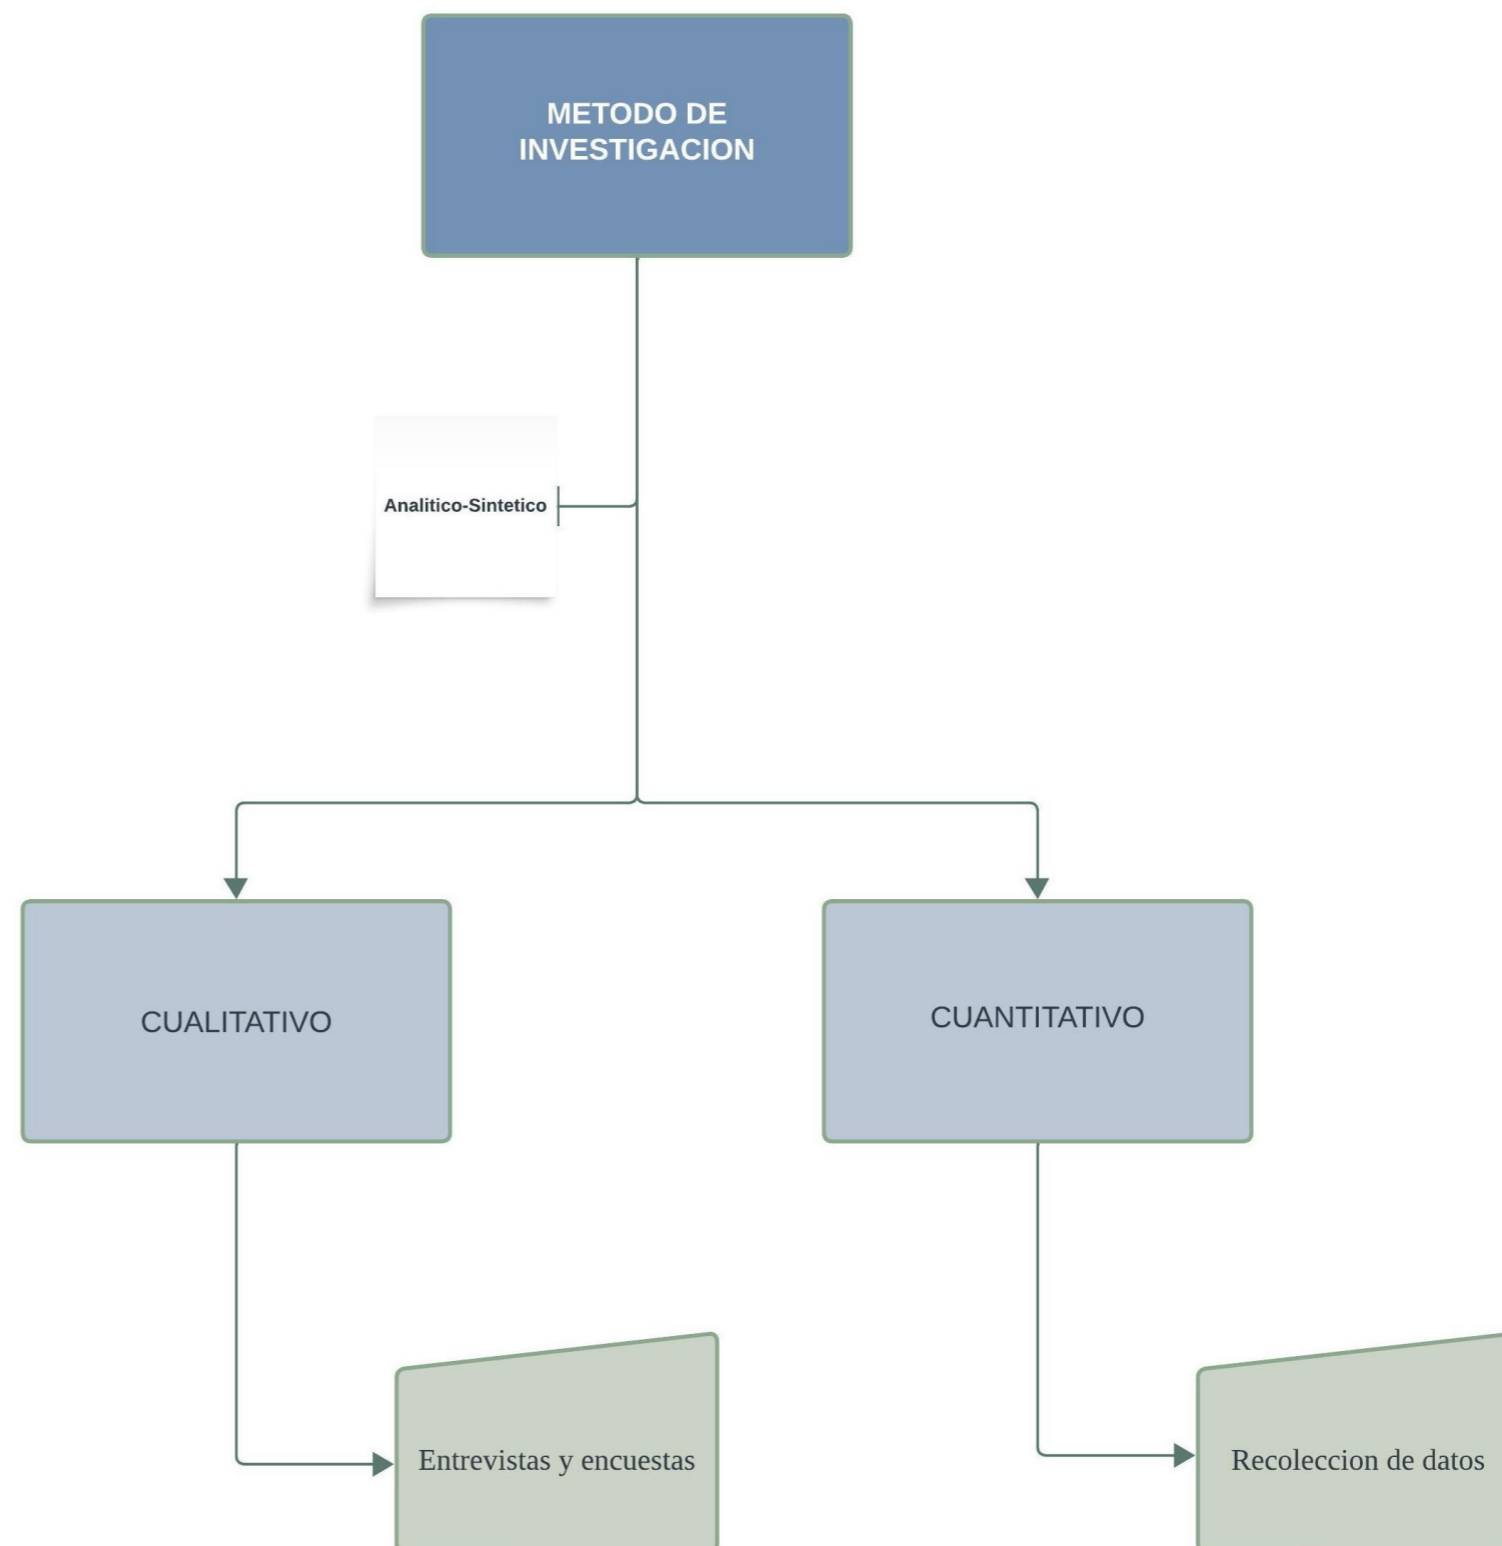 METODO DE
INVESTIGACION
Analitico-Sintetico
CUALITATIVO
CUANTITATIVO
Entrevistas y encuestas
Recoleccion de datos